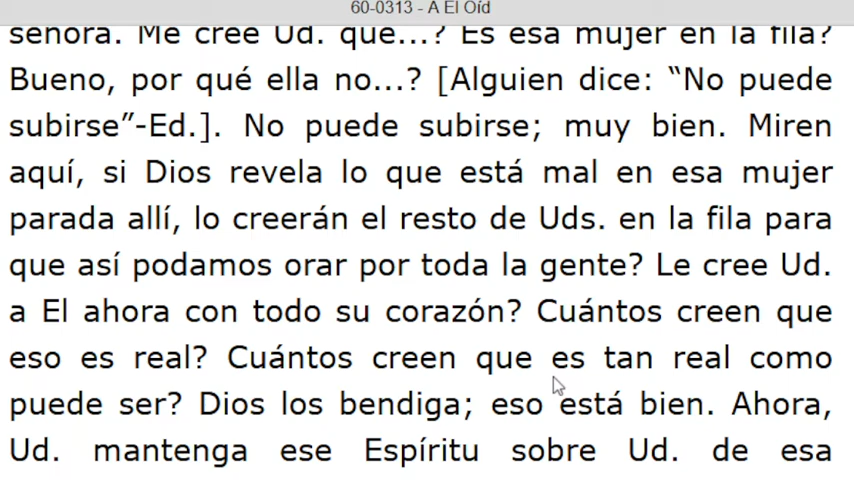 60-0313 - A El Oíd
señora. Me cree Ud. que...? Es esa mujer en la fila?
Bueno, por qué ella no...? [Alguien dice: “No puede
subirse”-Ed.]. No puede subirse; muy bien. Miren
aquí, si Dios revela lo que está mal en esa mujer
parada allí, lo creerán el resto de Uds. en la fila para
que así podamos orar por toda la gente? Le cree Ud.
a El ahora con todo su corazón? Cuántos creen que
eso es real? Cuántos creen que es tan real como
puede ser? Dios los bendiga; eso está bien. Ahora,
Ud. mantenga ese Espíritu sobre Ud. de esa